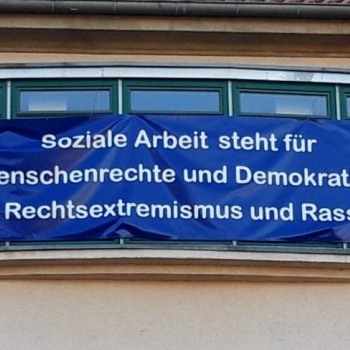 Soziale Arbeit steht für
enschenrechte und Demokrat
Rechtsextremismus und Rass